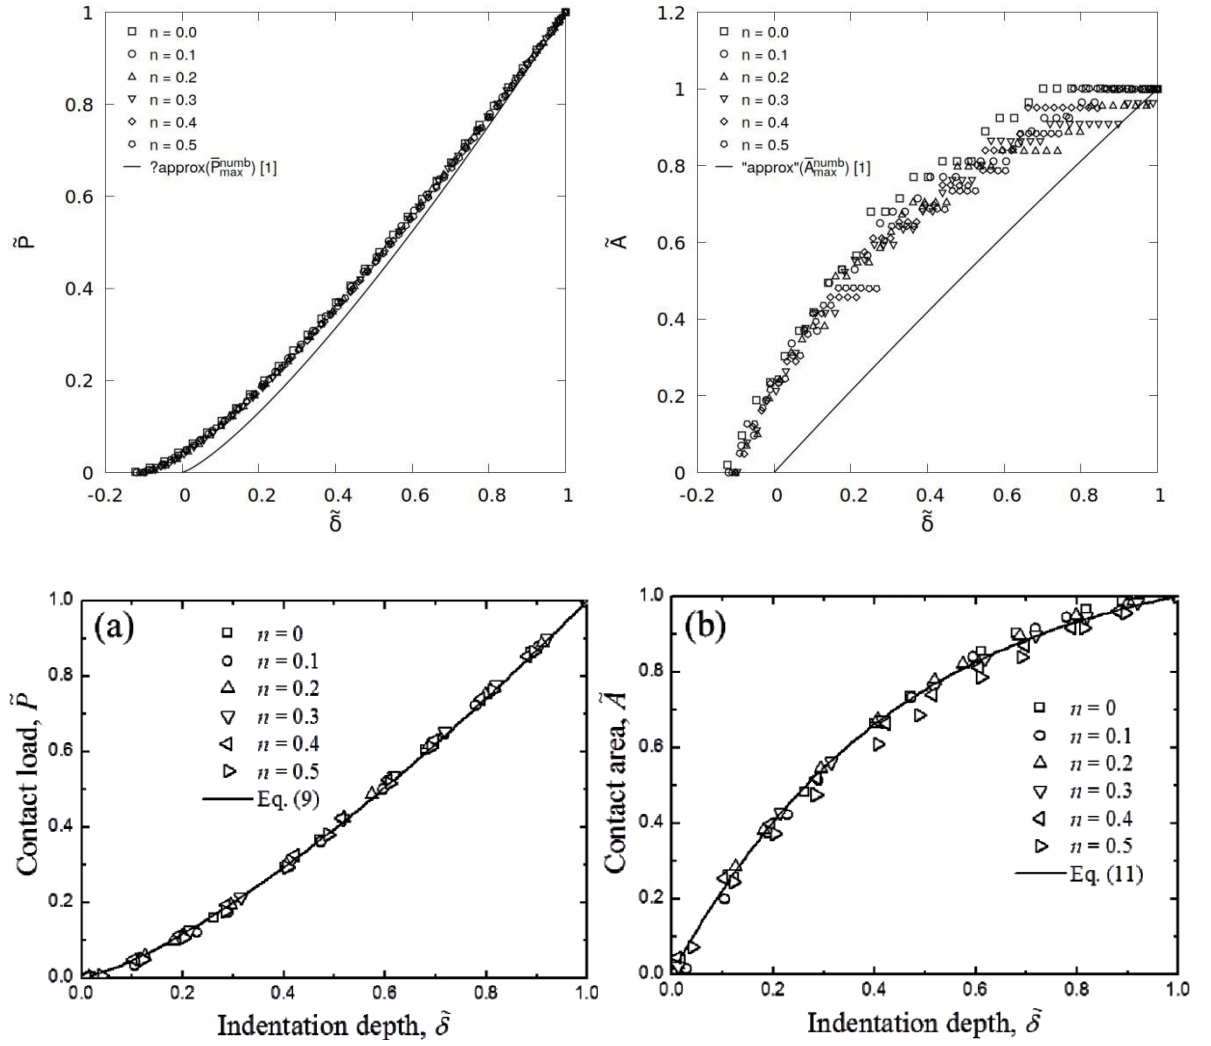 1
0.8
0.6
0.4
0.2
0
P̃
n = 0.0
n = 0.1
n = 0.2
n = 0.3
n = 0.4
n = 0.5
?approx(P̅ₘₐₓⁿᵘᵐᵇ) [1]
-0.2 0 0.2 0.4 0.6 0.8 1
δ̃
1.2
1
0.8
0.6
0.4
0.2
0
Ã
n = 0.0
n = 0.1
n = 0.2
n = 0.3
n = 0.4
n = 0.5
"approx"(A̅ₘₐₓⁿᵘᵐᵇ) [1]
-0.2 0 0.2 0.4 0.6 0.8 1
δ̃
(a)
1.0
0.8
0.6
0.4
0.2
0.0
Contact load, P̃
n = 0
n = 0.1
n = 0.2
n = 0.3
n = 0.4
n = 0.5
Eq. (9)
0.0 0.2 0.4 0.6 0.8 1.0
Indentation depth, δ̃
(b)
1.0
0.8
0.6
0.4
0.2
0.0
Contact area, Ã
n = 0
n = 0.1
n = 0.2
n = 0.3
n = 0.4
n = 0.5
Eq. (11)
0.0 0.2 0.4 0.6 0.8 1.0
Indentation depth, δ̃